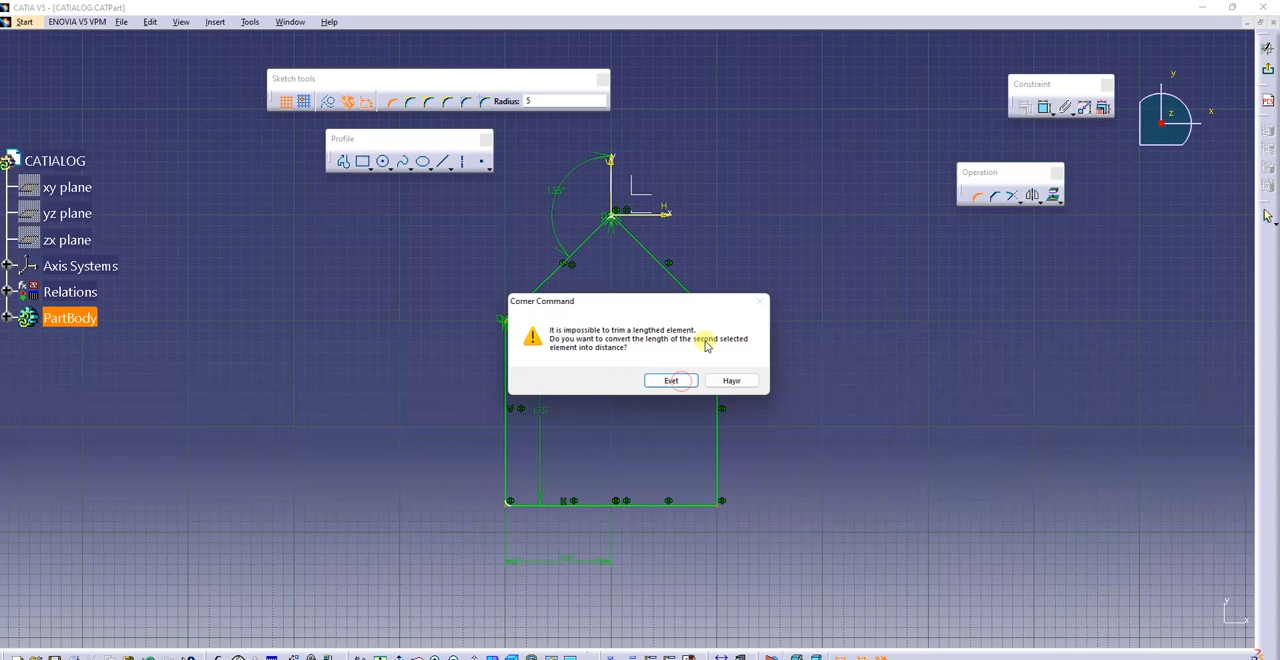 CATIA V5 - [CATIALOG.CATPart]
Start ENOVIA V5 VPM File Edit View Insert Tools Window Help
Sketch tools
Radius: 5
Constraint
Profile
Operation
y
x
z
CATIALOG
xy plane
yz plane
zx plane
Axis Systems
Relations
PartBody
H
Corner Command
It is impossible to trim a lengthed element.
Do you want to convert the length of the second selected
element into distance?
Evet Hayır
V
175
H
y
x